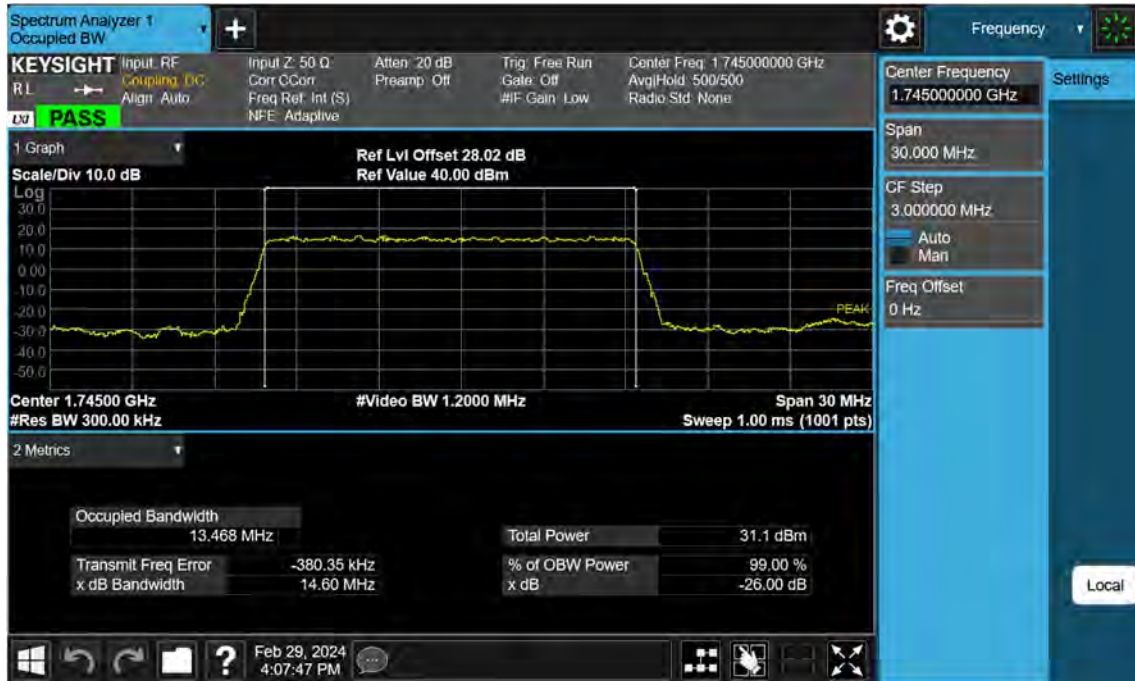 Spectrum Analyzer 1
Occupied BW
Frequency
KEYSIGHT
RL
PASS
Input: RF
Coupling: DC
Align: Auto
Input Z: 50 Ω
Corr CCorr
Freq Ref: Int (S)
NFE: Adaptive
Atten: 20 dB
Preamp: Off
Trig: Free Run
Gate: Off
#IF Gain: Low
Center Freq: 1.745000000 GHz
Avg|Hold: 500/500
Radio Std: None
Center Frequency
1.745000000 GHz
Settings
Span
30.000 MHz
CF Step
3.000000 MHz
Auto
Man
Freq Offset
0 Hz
Local
1 Graph
Ref Lvl Offset 28.02 dB
Scale/Div 10.0 dB
Ref Value 40.00 dBm
Log
30.0
20.0
10.0
0.00
-10.0
-20.0
-30.0
-40.0
-50.0
PEAK
Center 1.74500 GHz
#Video BW 1.2000 MHz
Span 30 MHz
#Res BW 300.00 kHz
Sweep 1.00 ms (1001 pts)
2 Metrics
Occupied Bandwidth
13.468 MHz
Total Power 31.1 dBm
Transmit Freq Error -380.35 kHz
% of OBW Power 99.00 %
x dB Bandwidth 14.60 MHz
x dB -26.00 dB
Feb 29, 2024
4:07:47 PM